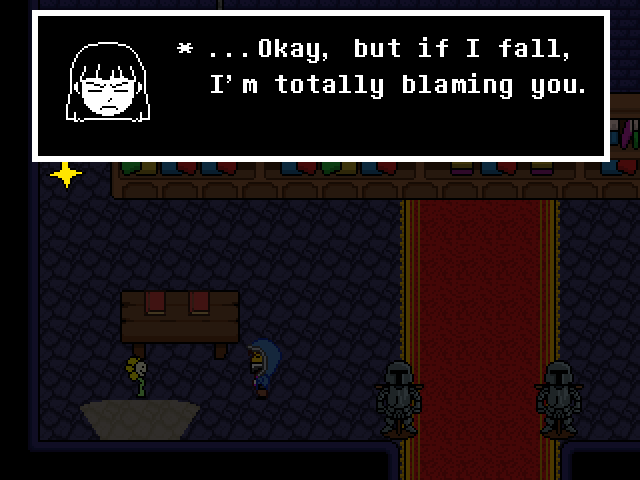 * ...Okay, but if I fall,
I'm totally blaming you.